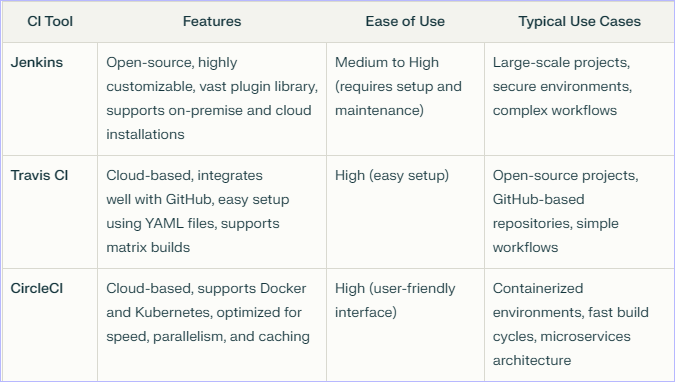 CI Tool
Features
Ease of Use
Typical Use Cases
Jenkins
Open-source, highly
customizable, vast plugin library,
supports on-premise and cloud
installations
Medium to High
(requires setup and
maintenance)
Large-scale projects,
secure environments,
complex workflows
Travis CI
Cloud-based, integrates
well with GitHub, easy setup
using YAML files, supports
matrix builds
High (easy setup)
Open-source projects,
GitHub-based
repositories, simple
workflows
CircleCI
Cloud-based, supports Docker
and Kubernetes, optimized for
speed, parallelism, and caching
High (user-friendly
interface)
Containerized
environments, fast build
cycles, microservices
architecture